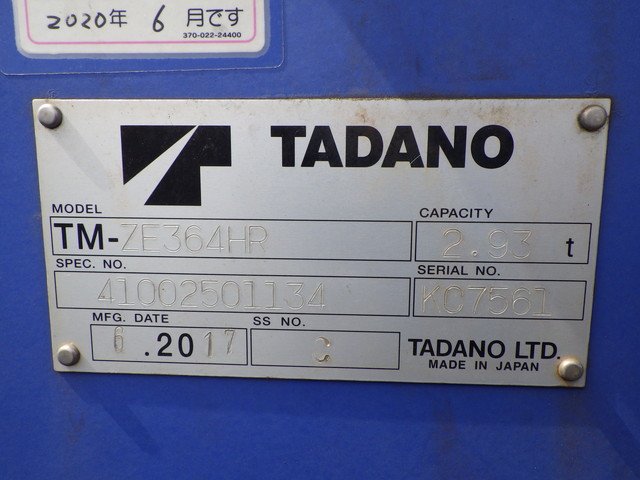 2020年 6 月です
370-022-24400
TADANO
MODEL
TM-ZE364HR
CAPACITY
2.93 t
SPEC. NO.
41002501134
SERIAL NO.
KC7561
MFG. DATE
6.2017
SS NO.
C
TADANO LTD.
MADE IN JAPAN